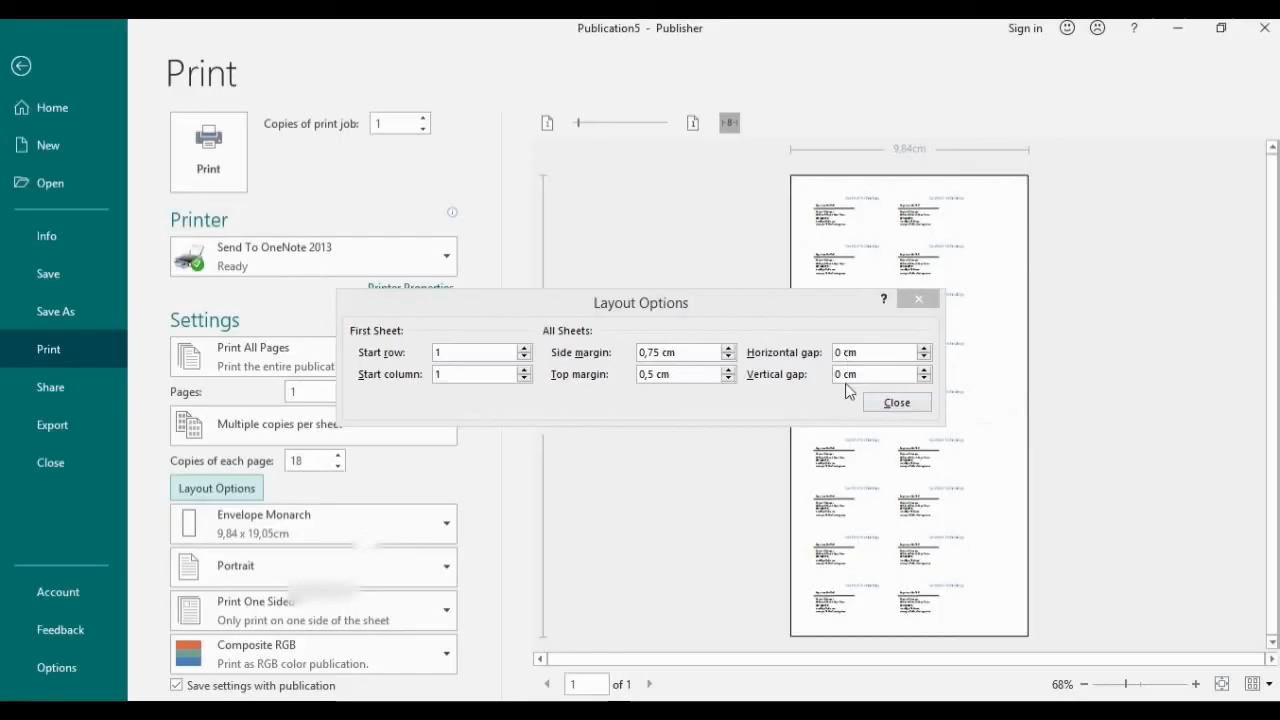 Publication5 - Publisher
Sign in
?
Print
Home
New
Open
Info
Save
Save As
Print
Share
Export
Close
Account
Feedback
Options
Print
Copies of print job: 1
Printer
Send To OneNote 2013
Ready
Printer Properties
Settings
Print All Pages
Print the entire publicat
Pages: 1
Multiple copies per shee
Copies on each page: 18
Layout Options
Envelope Monarch
9,84 x 19,05cm
Portrait
Print One Sided
Only print on one side of the sheet
Composite RGB
Print as RGB color publication.
Save settings with publication
9,84cm
Layout Options
?
First Sheet:
Start row: 1
Start column: 1
All Sheets:
Side margin: 0,75 cm
Top margin: 0,5 cm
Horizontal gap: 0 cm
Vertical gap: 0 cm
Close
1 of 1
68%